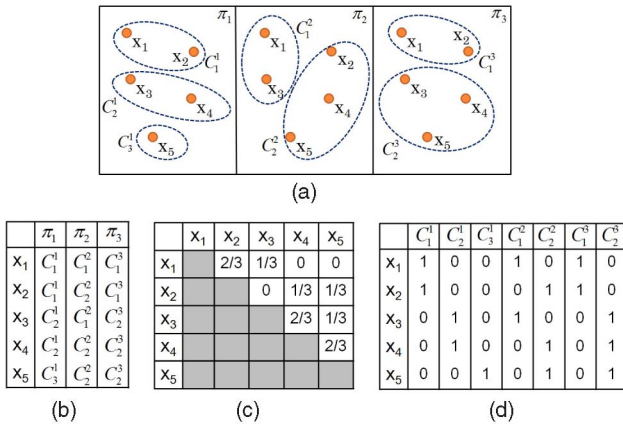 π₁ π₂ π₃
x₁ x₂ C₁¹ x₁ C₁² x₂ x₁ x₂ C₁³
x₃ x₄ C₂¹ x₃ x₄ x₃ x₄
C₃¹ x₅ C₂² x₅ C₂³ x₅
(a)
π₁ π₂ π₃
x₁ C₁¹ C₁² C₁³
x₂ C₁¹ C₂² C₁³
x₃ C₂¹ C₁² C₂³
x₄ C₂¹ C₂² C₂³
x₅ C₃¹ C₂² C₂³
(b)
x₁ x₂ x₃ x₄ x₅
x₁ 2/3 1/3 0 0
x₂ 0 1/3 1/3
x₃ 2/3 1/3
x₄ 2/3
x₅
(c)
C₁¹ C₂¹ C₃¹ C₁² C₂² C₁³ C₂³
x₁ 1 0 0 1 0 1 0
x₂ 1 0 0 0 1 1 0
x₃ 0 1 0 1 0 0 1
x₄ 0 1 0 0 1 0 1
x₅ 0 0 1 0 1 0 1
(d)